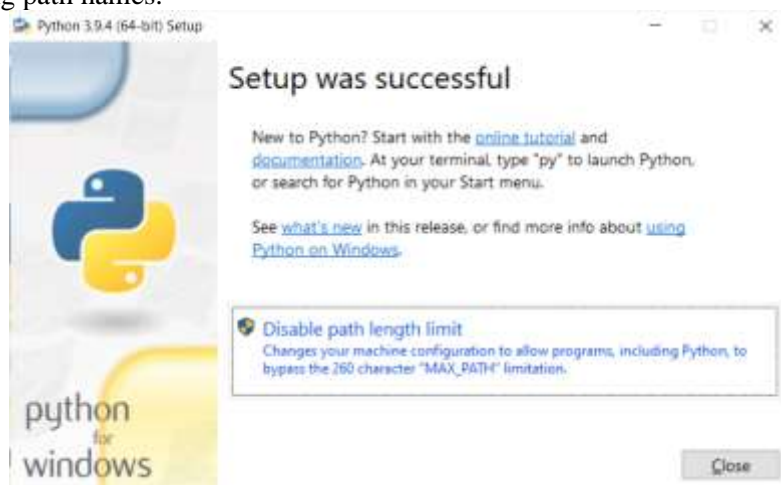 g path names.
Python 3.9.4 (64-bit) Setup
Setup was successful
New to Python? Start with the online tutorial and
documentation. At your terminal, type "py" to launch Python,
or search for Python in your Start menu.
See what's new in this release, or find more info about using
Python on Windows.
Disable path length limit
Changes your machine configuration to allow programs, including Python, to
bypass the 260 character "MAX_PATH" limitation.
python
for
windows
Close